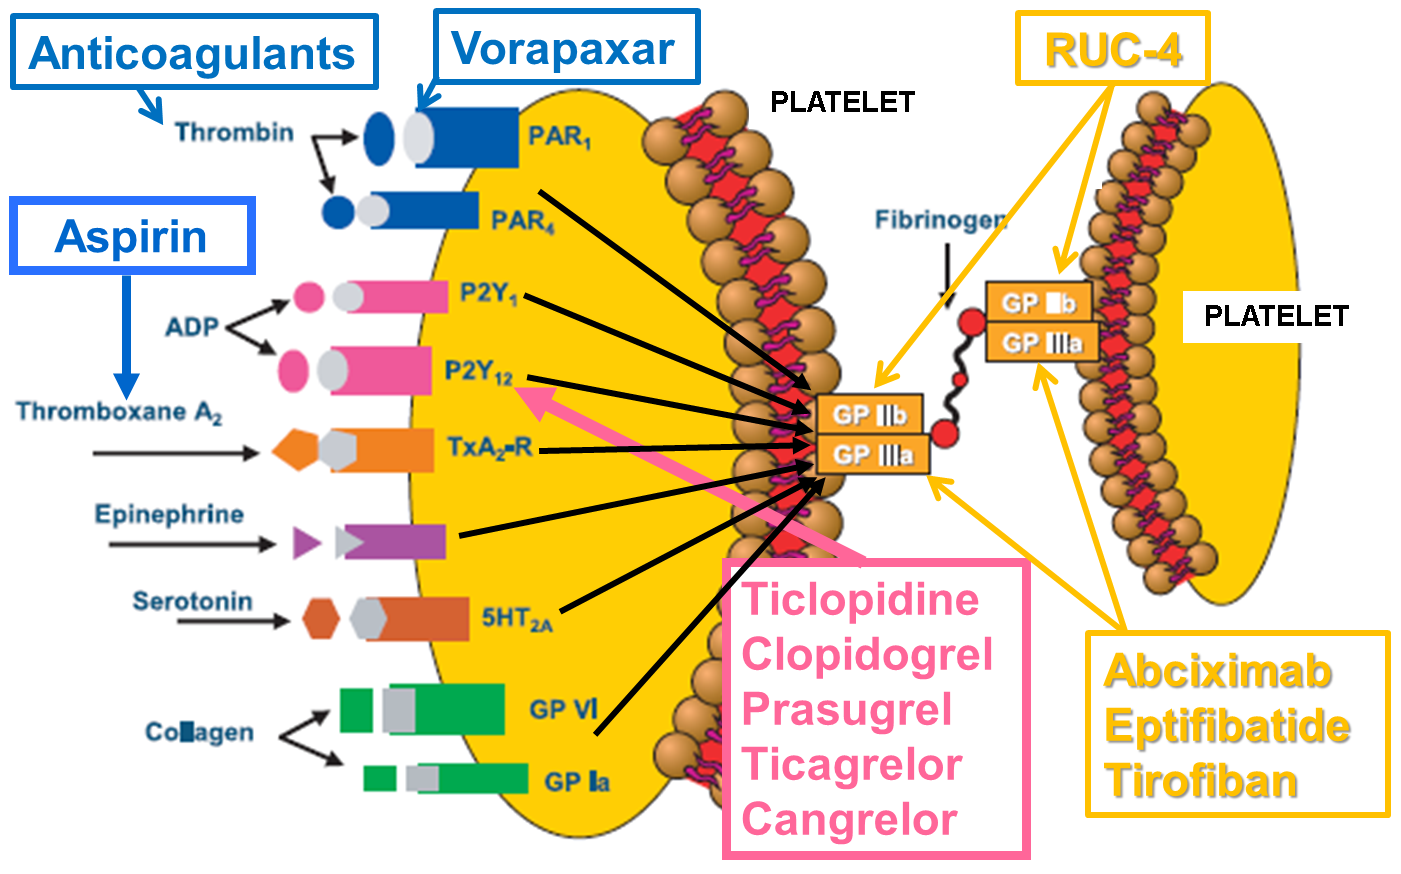 Anticoagulants
Vorapaxar
RUC-4
PLATELET
Thrombin
PAR1
PAR4
Aspirin
Fibrinogen
P2Y1
ADP
GP IIb
GP IIIa
PLATELET
P2Y12
Thromboxane A2
GP IIb
GP IIIa
TxA2-R
Epinephrine
Serotonin
5HT2A
Ticlopidine
Clopidogrel
Prasugrel
Ticagrelor
Cangrelor
Abciximab
Eptifibatide
Tirofiban
GP VI
Collagen
GP Ia